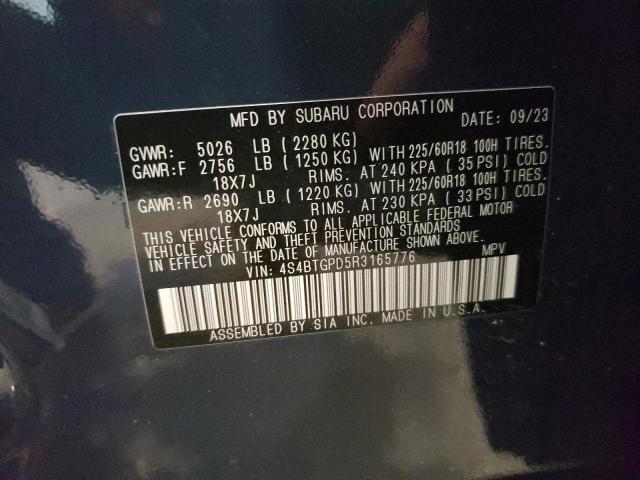 MFD BY SUBARU CORPORATION DATE: 09/23
GVWR: 5026 LB ( 2280 KG)
GAWR:F 2756 LB ( 1250 KG) WITH 225/60R18 100H TIRES.
18X7J RIMS. AT 240 KPA ( 35 PSI) COLD
GAWR:R 2690 LB ( 1220 KG) WITH 225/60R18 100H TIRES.
18X7J RIMS. AT 230 KPA ( 33 PSI) COLD
THIS VEHICLE CONFORMS TO ALL APPLICABLE FEDERAL MOTOR
VEHICLE SAFETY AND THEFT PREVENTION STANDARDS
IN EFFECT ON THE DATE OF MANUFACTURE SHOWN ABOVE.
VIN: 4S4BTGPD5R3165776 MPV
ASSEMBLED BY SIA INC. MADE IN U.S.A.